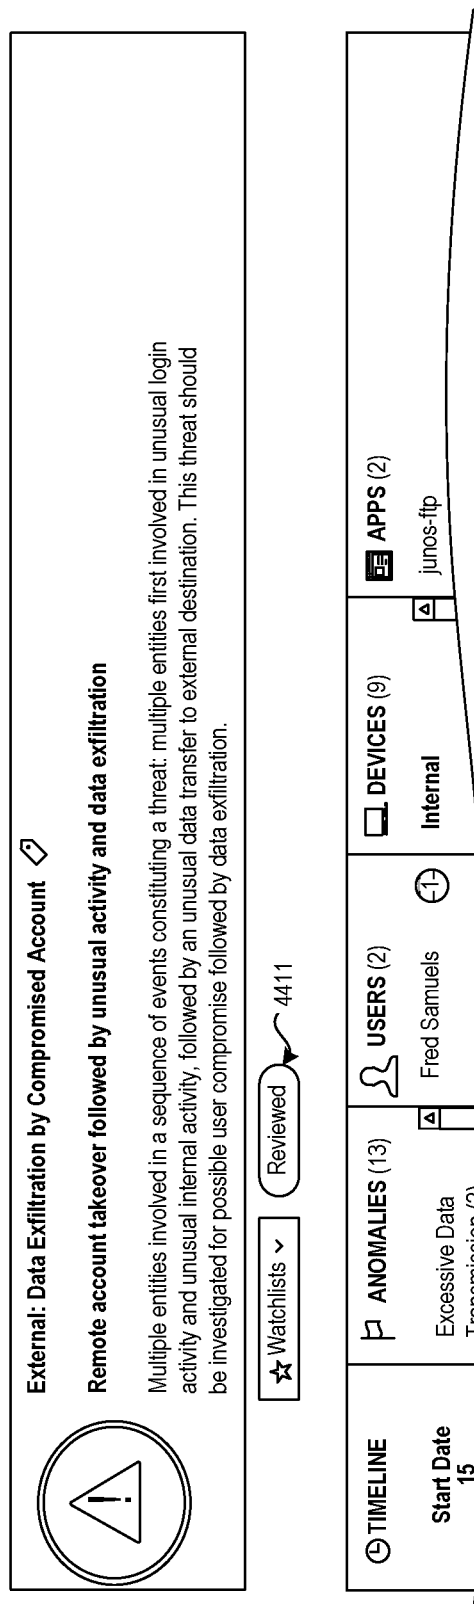 External: Data Exfiltration by Compromised Account
Remote account takeover followed by unusual activity and data exfiltration
Multiple entities involved in a sequence of events constituting a threat: multiple entities first involved in unusual login
activity and unusual internal activity, followed by an unusual data transfer to external destination. This threat should
be investigated for possible user compromise followed by data exfiltration.
Watchlists
Reviewed
4411
TIMELINE
ANOMALIES (13)
USERS (2)
DEVICES (9)
APPS (2)
Start Date
15
Excessive Data
Fred Samuels
1
Internal
junos-ftp